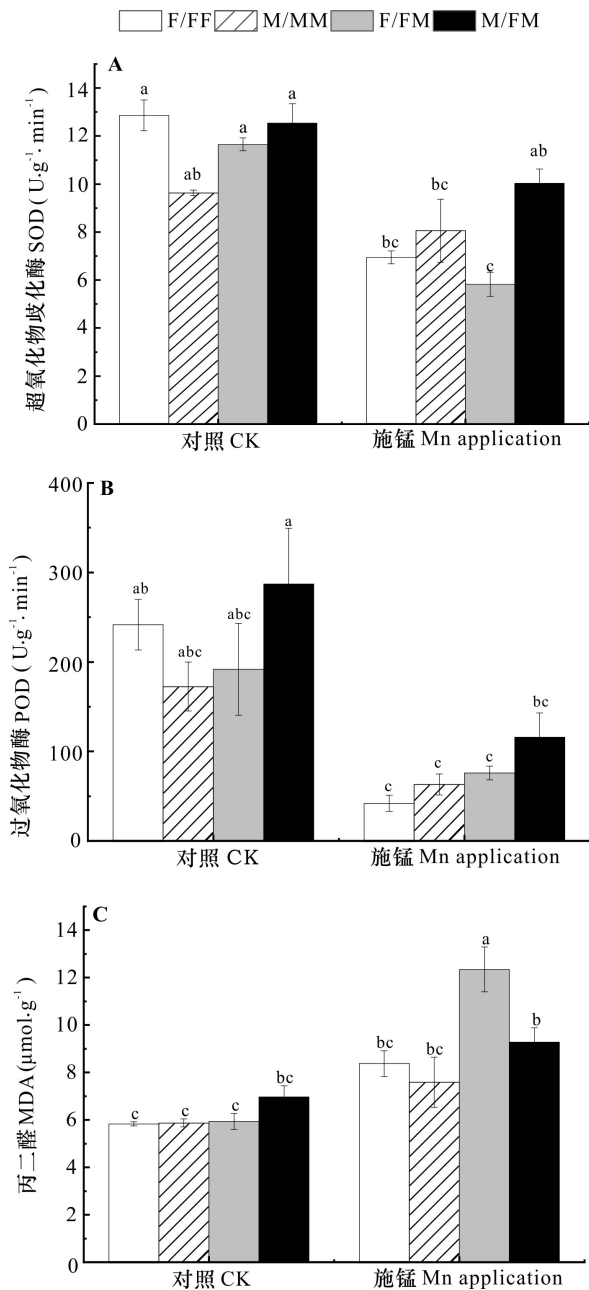 F/FF M/MM F/FM M/FM
A
超氧化物歧化酶 SOD ( U·g⁻¹· min⁻¹)
14
12
10
8
6
4
2
0
a
ab
a
a
bc
bc
c
ab
对照 CK 施锰 Mn application
B
过氧化物酶 POD ( U·g⁻¹· min⁻¹)
400
300
200
100
0
ab
abc
abc
a
c
c
c
bc
对照 CK 施锰 Mn application
C
丙二醛 MDA(μmol·g⁻¹)
14
12
10
8
6
4
2
0
c
c
c
bc
bc
bc
a
b
对照 CK 施锰 Mn application